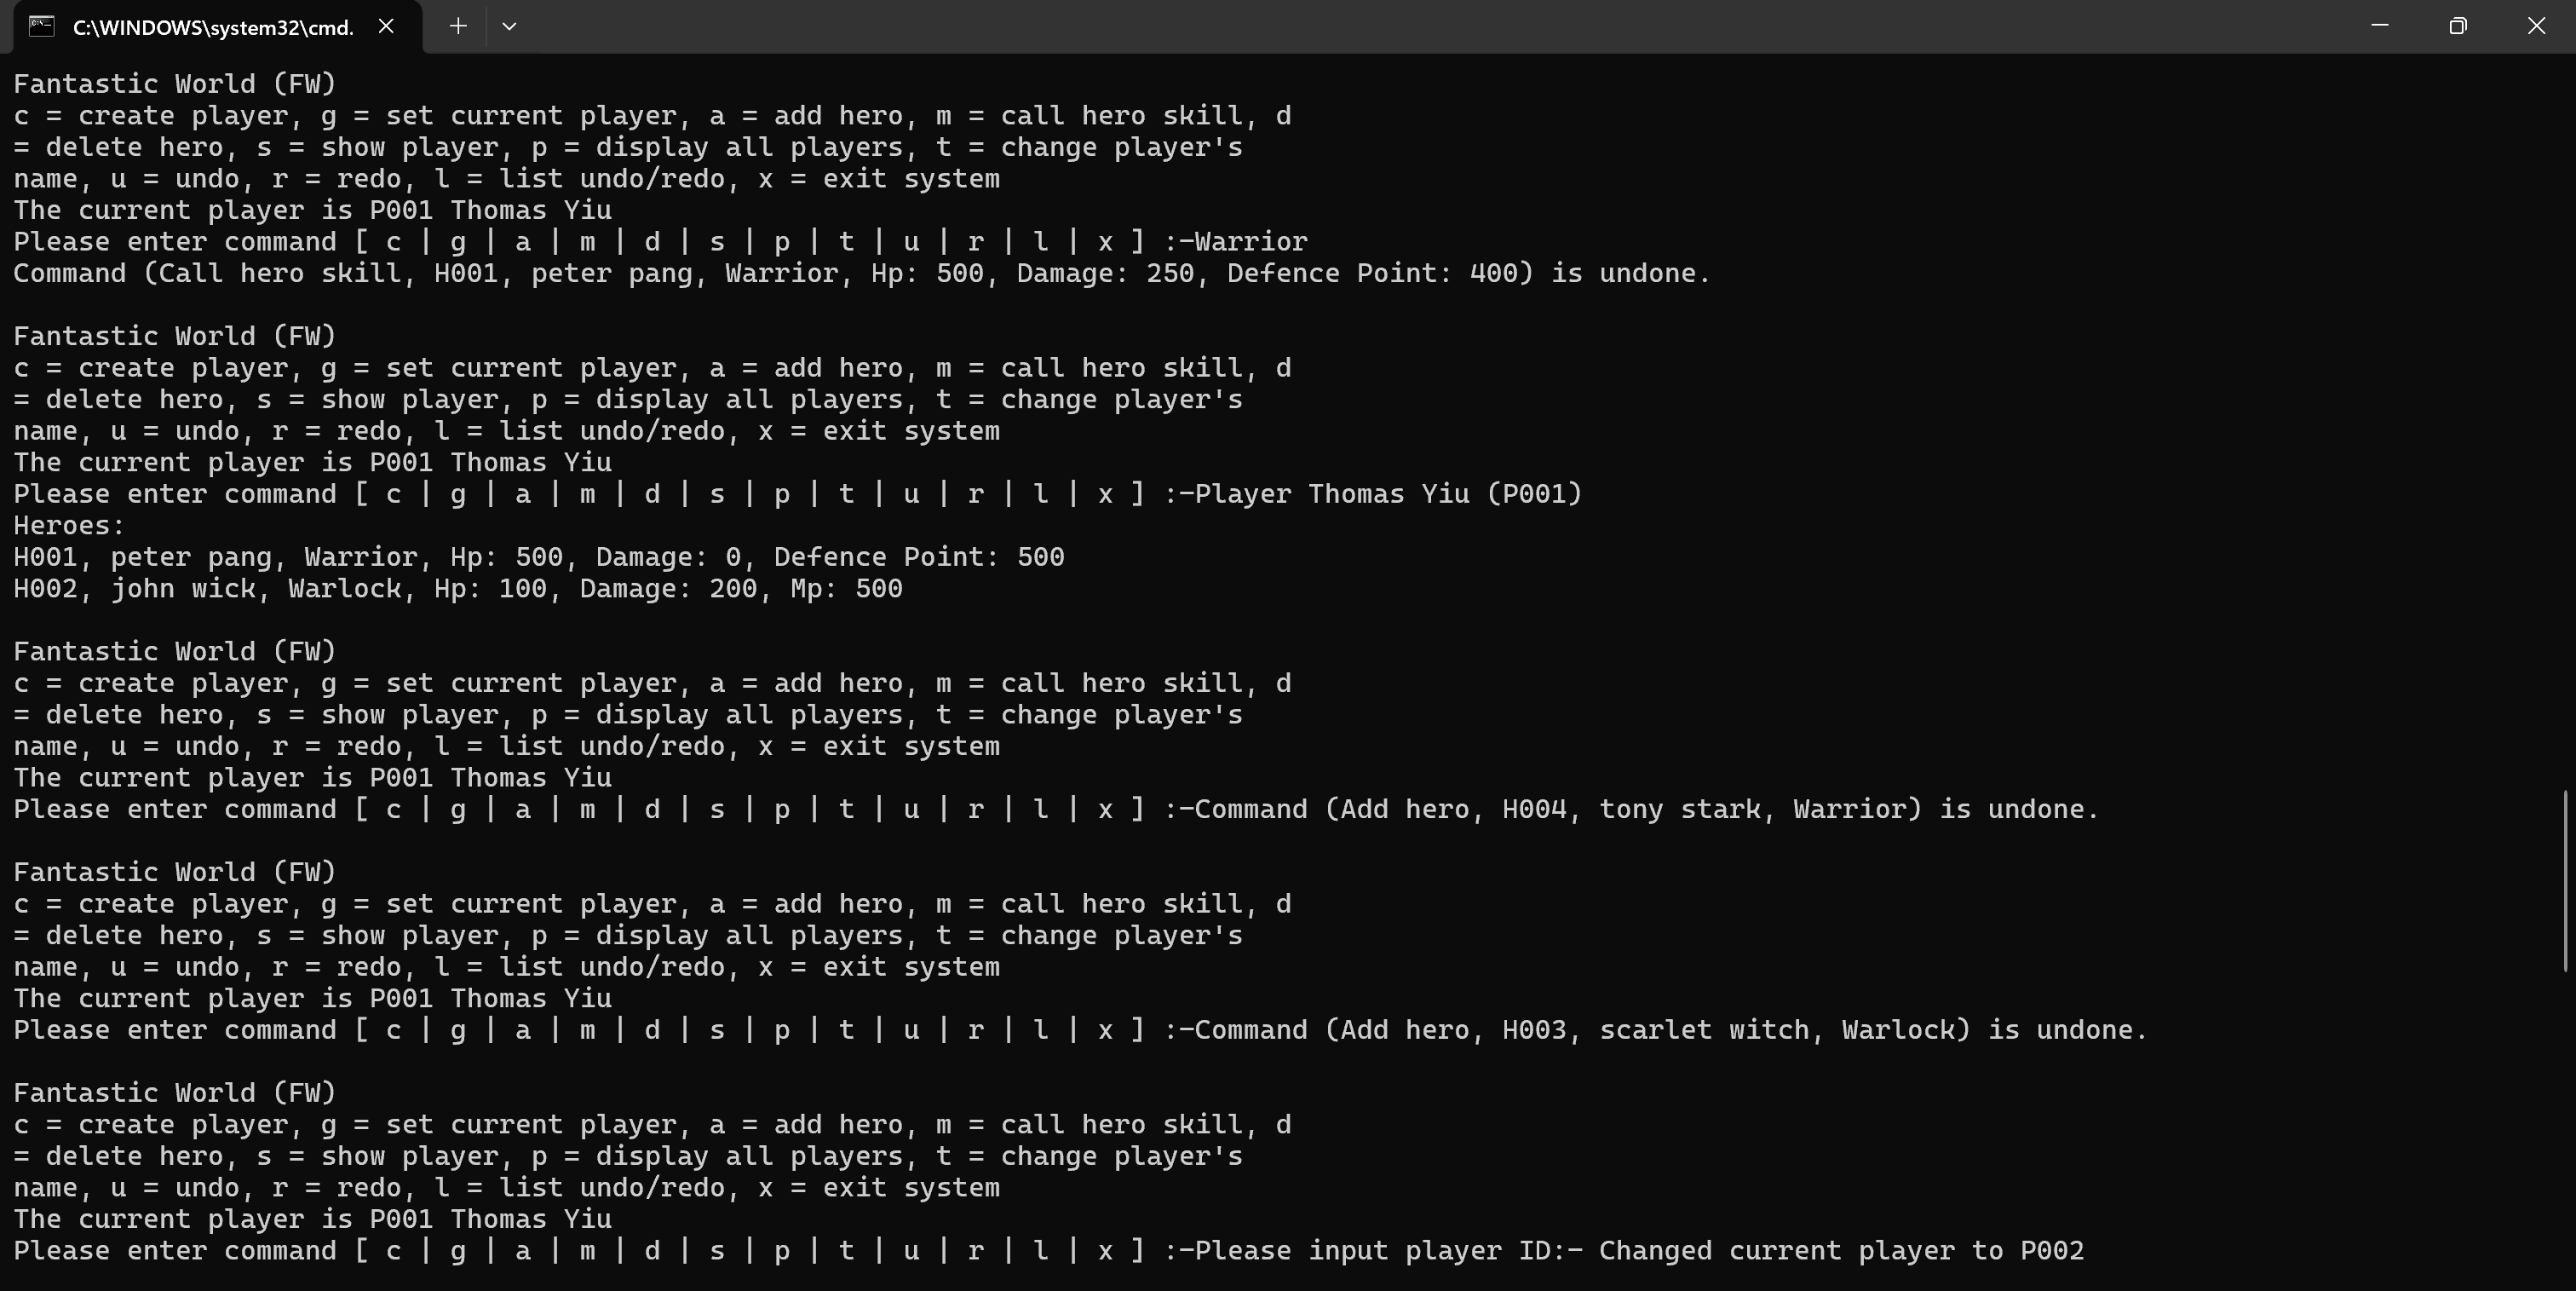 C:\WINDOWS\system32\cmd.
Fantastic World (FW)
c = create player, g = set current player, a = add hero, m = call hero skill, d
= delete hero, s = show player, p = display all players, t = change player's
name, u = undo, r = redo, l = list undo/redo, x = exit system
The current player is P001 Thomas Yiu
Please enter command [ c | g | a | m | d | s | p | t | u | r | l | x ] :-Warrior
Command (Call hero skill, H001, peter pang, Warrior, Hp: 500, Damage: 250, Defence Point: 400) is undone.
Fantastic World (FW)
c = create player, g = set current player, a = add hero, m = call hero skill, d
= delete hero, s = show player, p = display all players, t = change player's
name, u = undo, r = redo, l = list undo/redo, x = exit system
The current player is P001 Thomas Yiu
Please enter command [ c | g | a | m | d | s | p | t | u | r | l | x ] :-Player Thomas Yiu (P001)
Heroes:
H001, peter pang, Warrior, Hp: 500, Damage: 0, Defence Point: 500
H002, john wick, Warlock, Hp: 100, Damage: 200, Mp: 500
Fantastic World (FW)
c = create player, g = set current player, a = add hero, m = call hero skill, d
= delete hero, s = show player, p = display all players, t = change player's
name, u = undo, r = redo, l = list undo/redo, x = exit system
The current player is P001 Thomas Yiu
Please enter command [ c | g | a | m | d | s | p | t | u | r | l | x ] :-Command (Add hero, H004, tony stark, Warrior) is undone.
Fantastic World (FW)
c = create player, g = set current player, a = add hero, m = call hero skill, d
= delete hero, s = show player, p = display all players, t = change player's
name, u = undo, r = redo, l = list undo/redo, x = exit system
The current player is P001 Thomas Yiu
Please enter command [ c | g | a | m | d | s | p | t | u | r | l | x ] :-Command (Add hero, H003, scarlet witch, Warlock) is undone.
Fantastic World (FW)
c = create player, g = set current player, a = add hero, m = call hero skill, d
= delete hero, s = show player, p = display all players, t = change player's
name, u = undo, r = redo, l = list undo/redo, x = exit system
The current player is P001 Thomas Yiu
Please enter command [ c | g | a | m | d | s | p | t | u | r | l | x ] :-Please input player ID:- Changed current player to P002